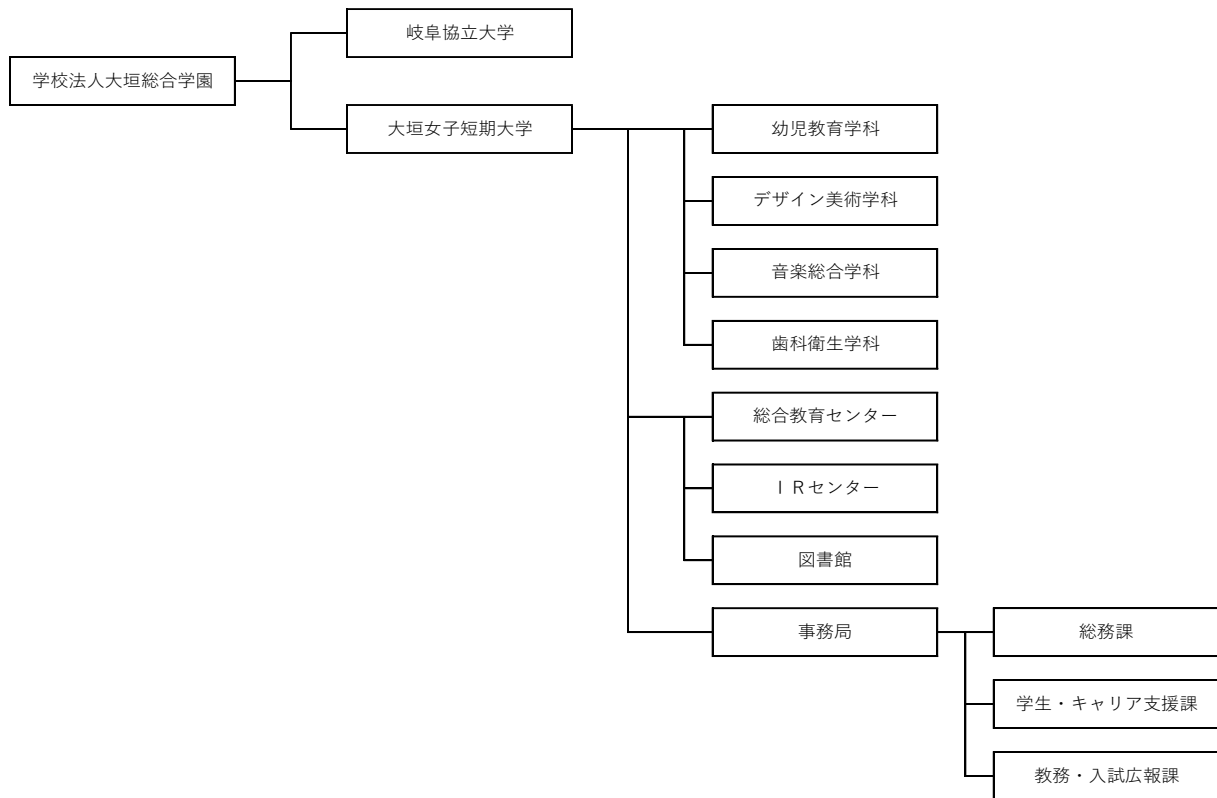 岐阜協立大学
学校法人大垣総合学園
大垣女子短期大学
幼児教育学科
デザイン美術学科
音楽総合学科
歯科衛生学科
総合教育センター
ＩＲセンター
図書館
事務局
総務課
学生・キャリア支援課
教務・入試広報課